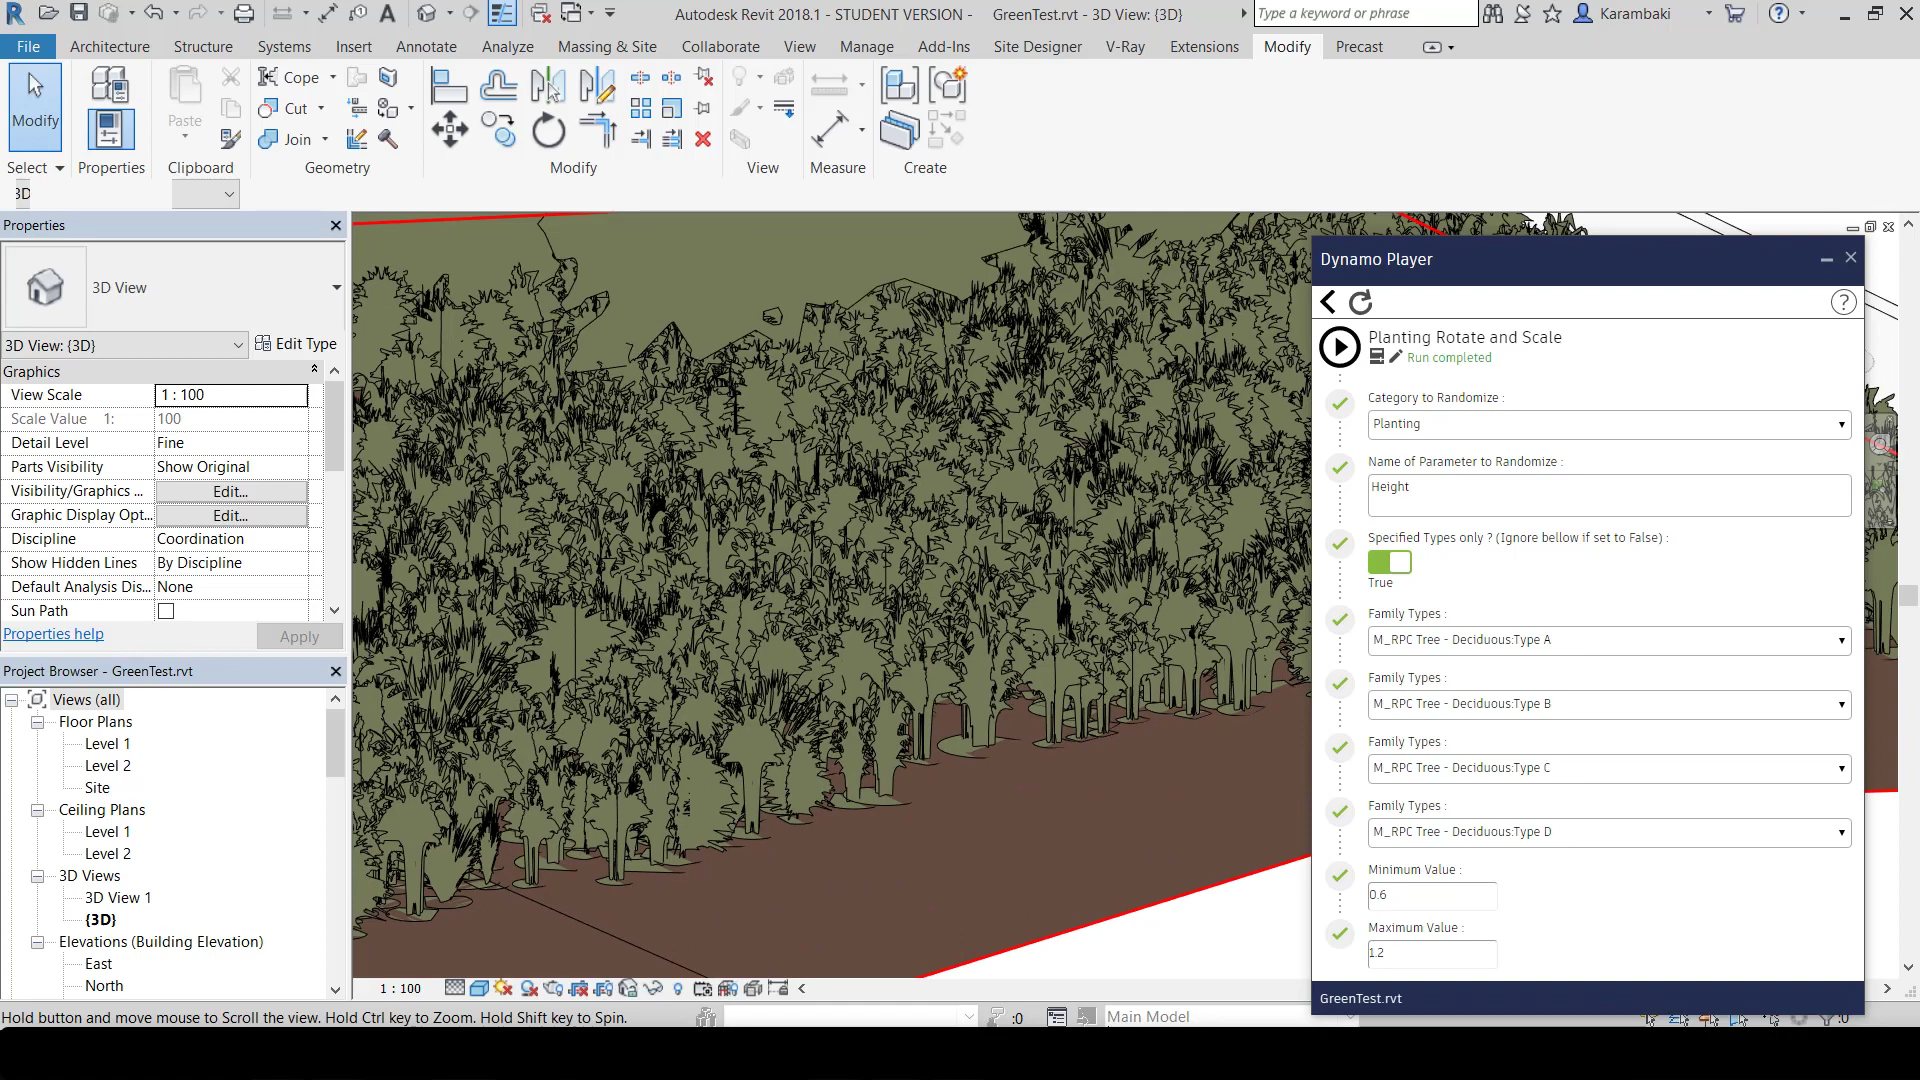 Autodesk Revit 2018.1 - STUDENT VERSION - GreenTest.rvt - 3D View: {3D}
Type a keyword or phrase
Karambaki
File Architecture Structure Systems Insert Annotate Analyze Massing & Site Collaborate View Manage Add-Ins Site Designer V-Ray Extensions Modify Precast
Modify
Paste
Cope
Cut
Join
Select Properties Clipboard Geometry Modify View Measure Create
3D
Properties
3D View
3D View: {3D}
Edit Type
Graphics
View Scale 1 : 100
Scale Value 1: 100
Detail Level Fine
Parts Visibility Show Original
Visibility/Graphics ... Edit...
Graphic Display Opt... Edit...
Discipline Coordination
Show Hidden Lines By Discipline
Default Analysis Dis... None
Sun Path
Properties help
Apply
Project Browser - GreenTest.rvt
Views (all)
Floor Plans
Level 1
Level 2
Site
Ceiling Plans
Level 1
Level 2
3D Views
3D View 1
{3D}
Elevations (Building Elevation)
East
North
1 : 100
Hold button and move mouse to Scroll the view. Hold Ctrl key to Zoom. Hold Shift key to Spin.
:0
Main Model
:0
Dynamo Player
Planting Rotate and Scale
Run completed
Category to Randomize :
Planting
Name of Parameter to Randomize :
Height
Specified Types only ? (Ignore bellow if set to False) :
True
Family Types :
M_RPC Tree - Deciduous:Type A
Family Types :
M_RPC Tree - Deciduous:Type B
Family Types :
M_RPC Tree - Deciduous:Type C
Family Types :
M_RPC Tree - Deciduous:Type D
Minimum Value :
0.6
Maximum Value :
1.2
GreenTest.rvt